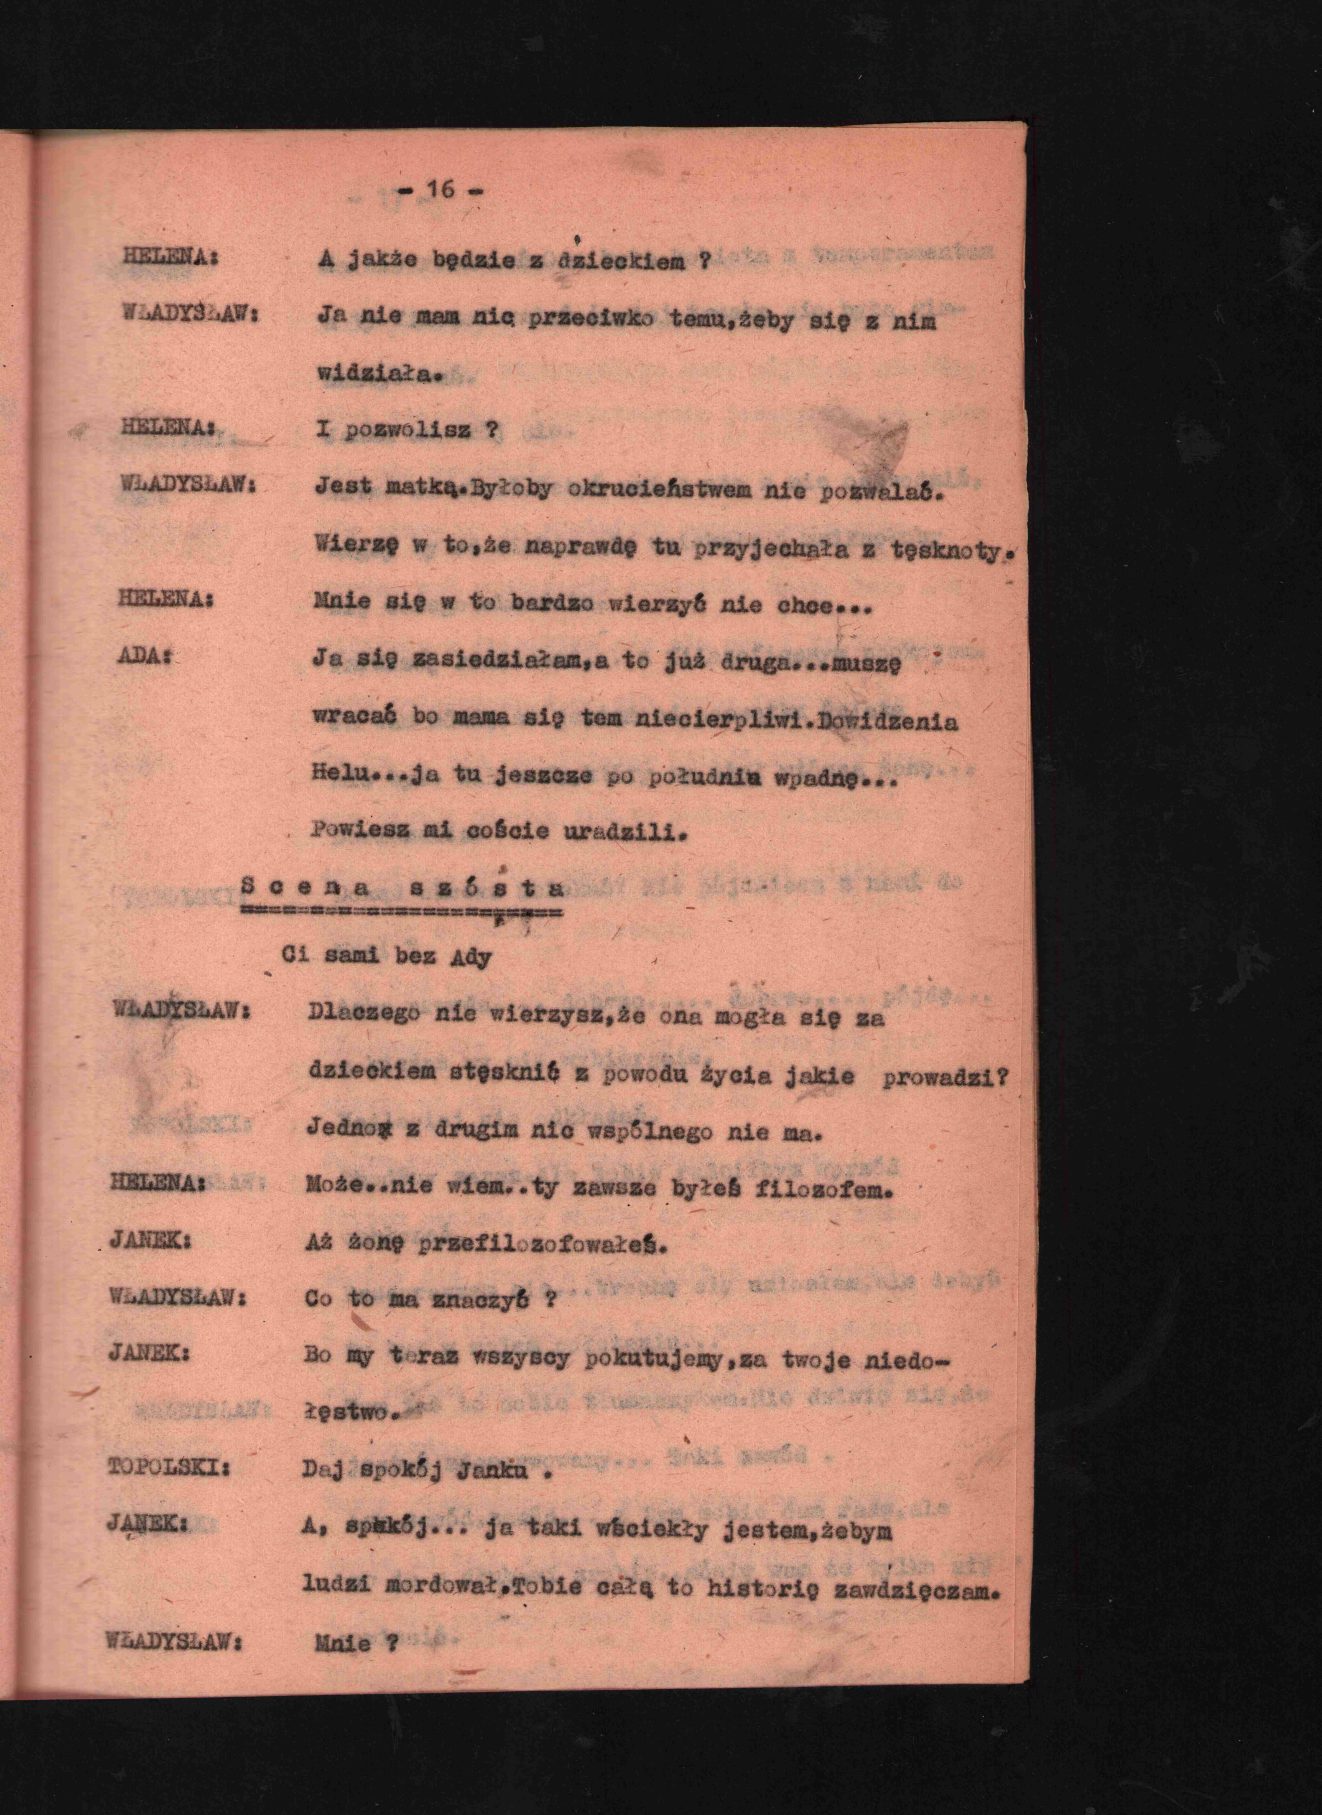 - 16 -
HELENA: A jakże będzie z dzieckiem ?
WŁADYSŁAW: Ja nie mam nic przeciwko temu,żeby się z nim
widziała.
HELENA: I pozwolisz ?
WŁADYSŁAW: Jest matką.Byłoby okrucieństwem nie pozwalać.
Wierzę w to,że naprawdę tu przyjechała z tęsknoty.
HELENA: Mnie się w to bardzo wierzyć nie chce...
ADA: Ja się zasiedziałam,a to już druga...muszę
wracać bo mama się tem niecierpliwi.Dowidzenia
Helu...ja tu jeszcze po południu wpadnę...
Powiesz mi coście uradzili.
Scena szósta
Ci sami bez Ady
WŁADYSŁAW: Dlaczego nie wierzysz,że ona mogła się za
dzieckiem stęsknić z powodu życia jakie prowadzi?
Jedno z drugim nic wspólnego nie ma.
HELENA: Może..nie wiem..ty zawsze byłeś filozofem.
JANEK: Aż żonę przefilozofowałeś.
WŁADYSŁAW: Co to ma znaczyć ?
JANEK: Bo my teraz wszyscy pokutujemy,za twoje niedo-
łęstwo.
TOPOLSKI: Daj spokój Janku .
JANEK: A, spokój... ja taki wściekły jestem,żebym
ludzi mordował.Tobie całą to historię zawdzięczam.
WŁADYSŁAW: Mnie ?